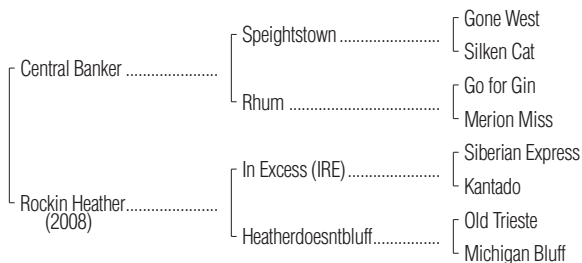 Gone West
Speightstown
Silken Cat
Central Banker
Go for Gin
Rhum
Merion Miss
Siberian Express
In Excess (IRE)
Kantado
Rockin Heather
(2008)
Old Trieste
Heatherdoesntbluff
Michigan Bluff